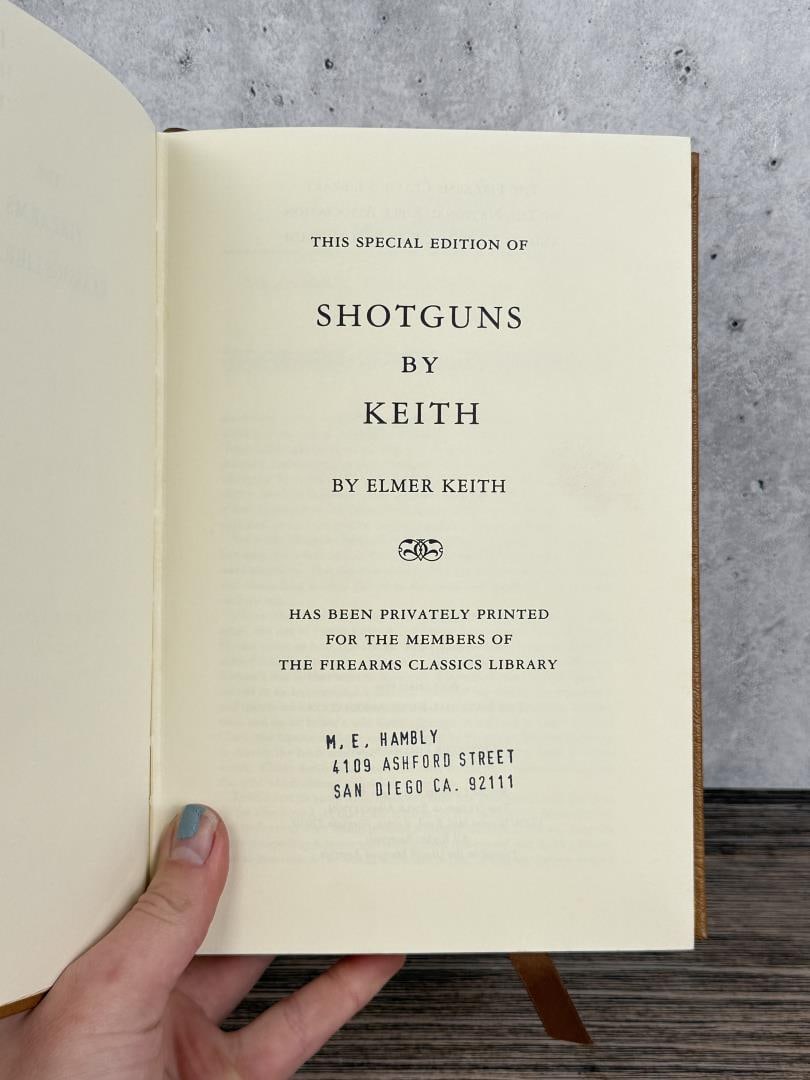 THIS SPECIAL EDITION OF
SHOTGUNS
BY
KEITH
BY ELMER KEITH
HAS BEEN PRIVATELY PRINTED
FOR THE MEMBERS OF
THE FIREARMS CLASSICS LIBRARY
M. E. HAMBLY
4109 ASHFORD STREET
SAN DIEGO CA. 92111